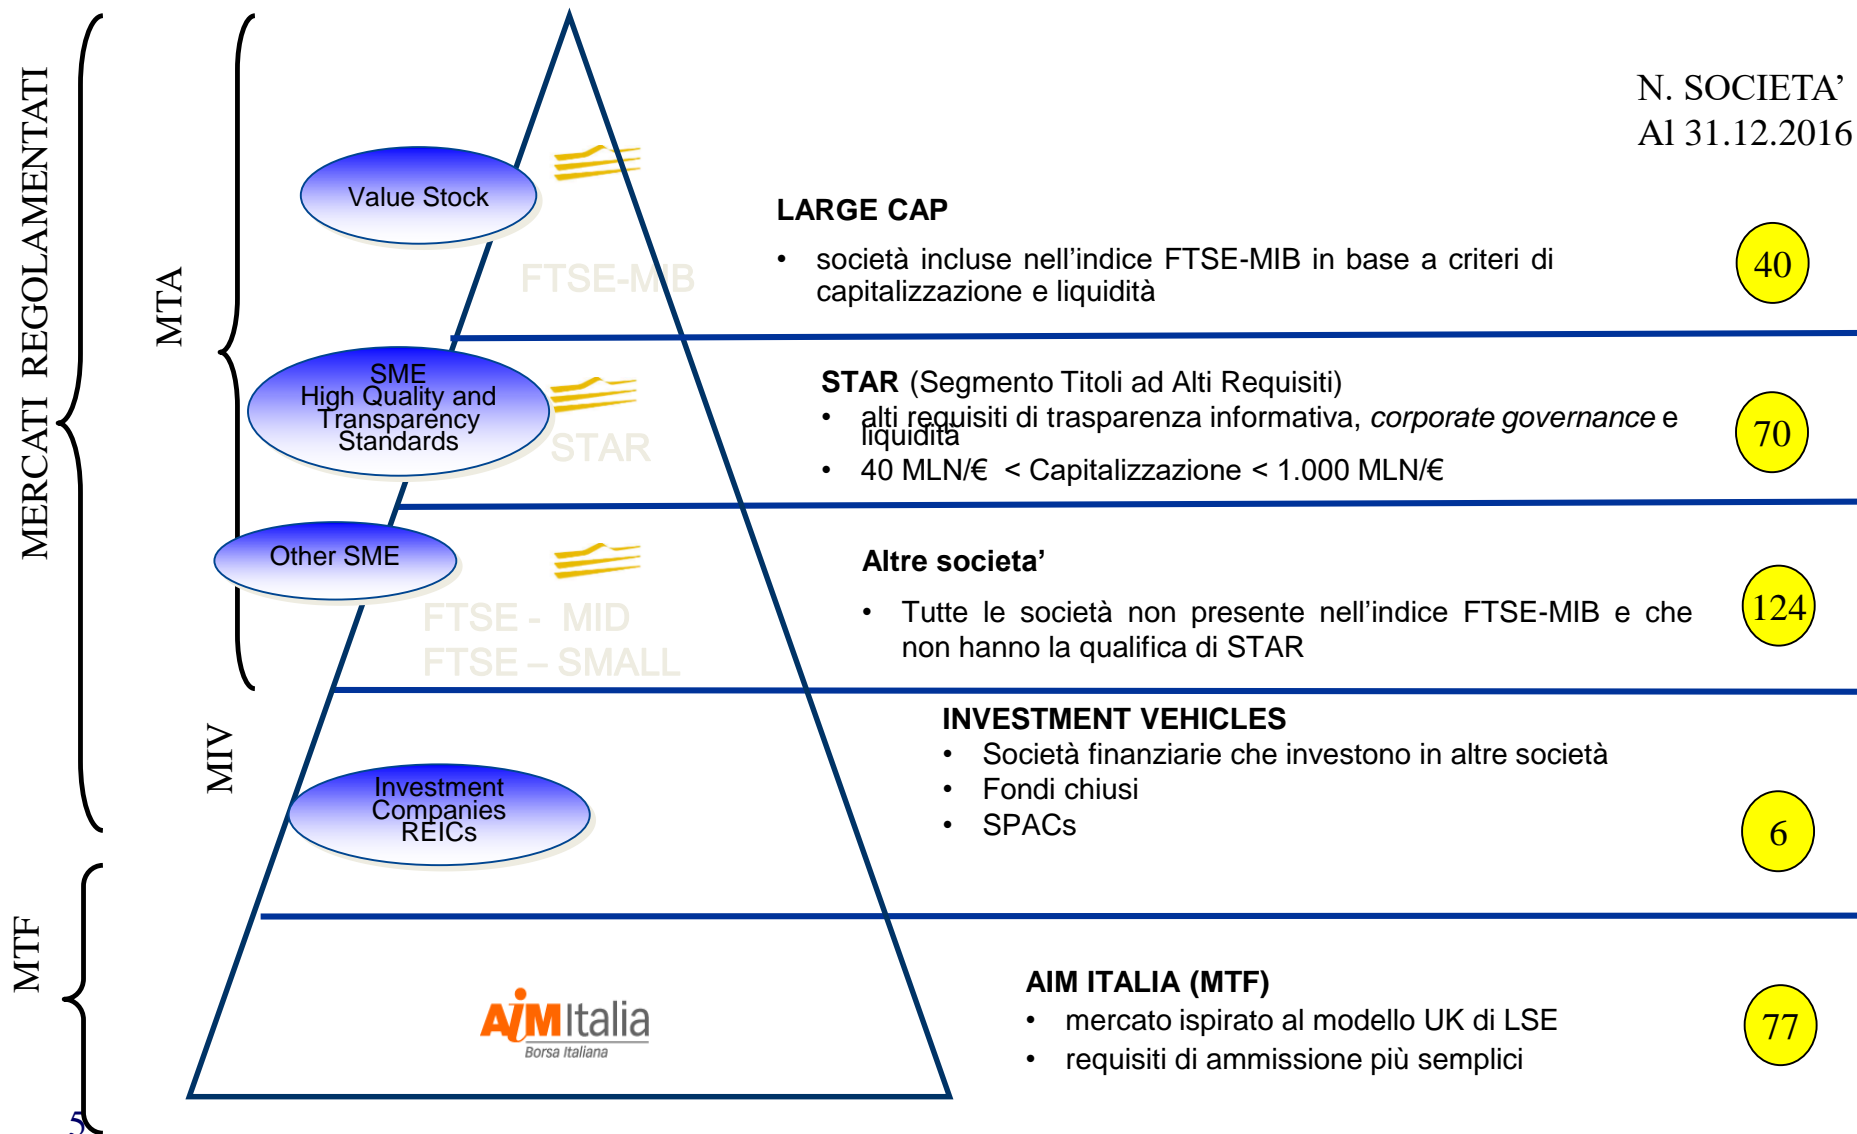 MERCATI REGOLAMENTATI
MTA
MIV
MTF
N. SOCIETA’
Al 31.12.2016
Value Stock
FTSE-MIB
LARGE CAP
• società incluse nell’indice FTSE-MIB in base a criteri di
capitalizzazione e liquidità
40
SME
High Quality and
Transparency
Standards
STAR
STAR (Segmento Titoli ad Alti Requisiti)
• alti requisiti di trasparenza informativa, corporate governance e
liquidità
• 40 MLN/€ < Capitalizzazione < 1.000 MLN/€
70
Other SME
FTSE - MID
FTSE – SMALL
Altre societa’
• Tutte le società non presente nell’indice FTSE-MIB e che
non hanno la qualifica di STAR
124
Investment
Companies
REICs
INVESTMENT VEHICLES
• Società finanziarie che investono in altre società
• Fondi chiusi
• SPACs
6
AIM Italia
Borsa Italiana
AIM ITALIA (MTF)
• mercato ispirato al modello UK di LSE
• requisiti di ammissione più semplici
77
5